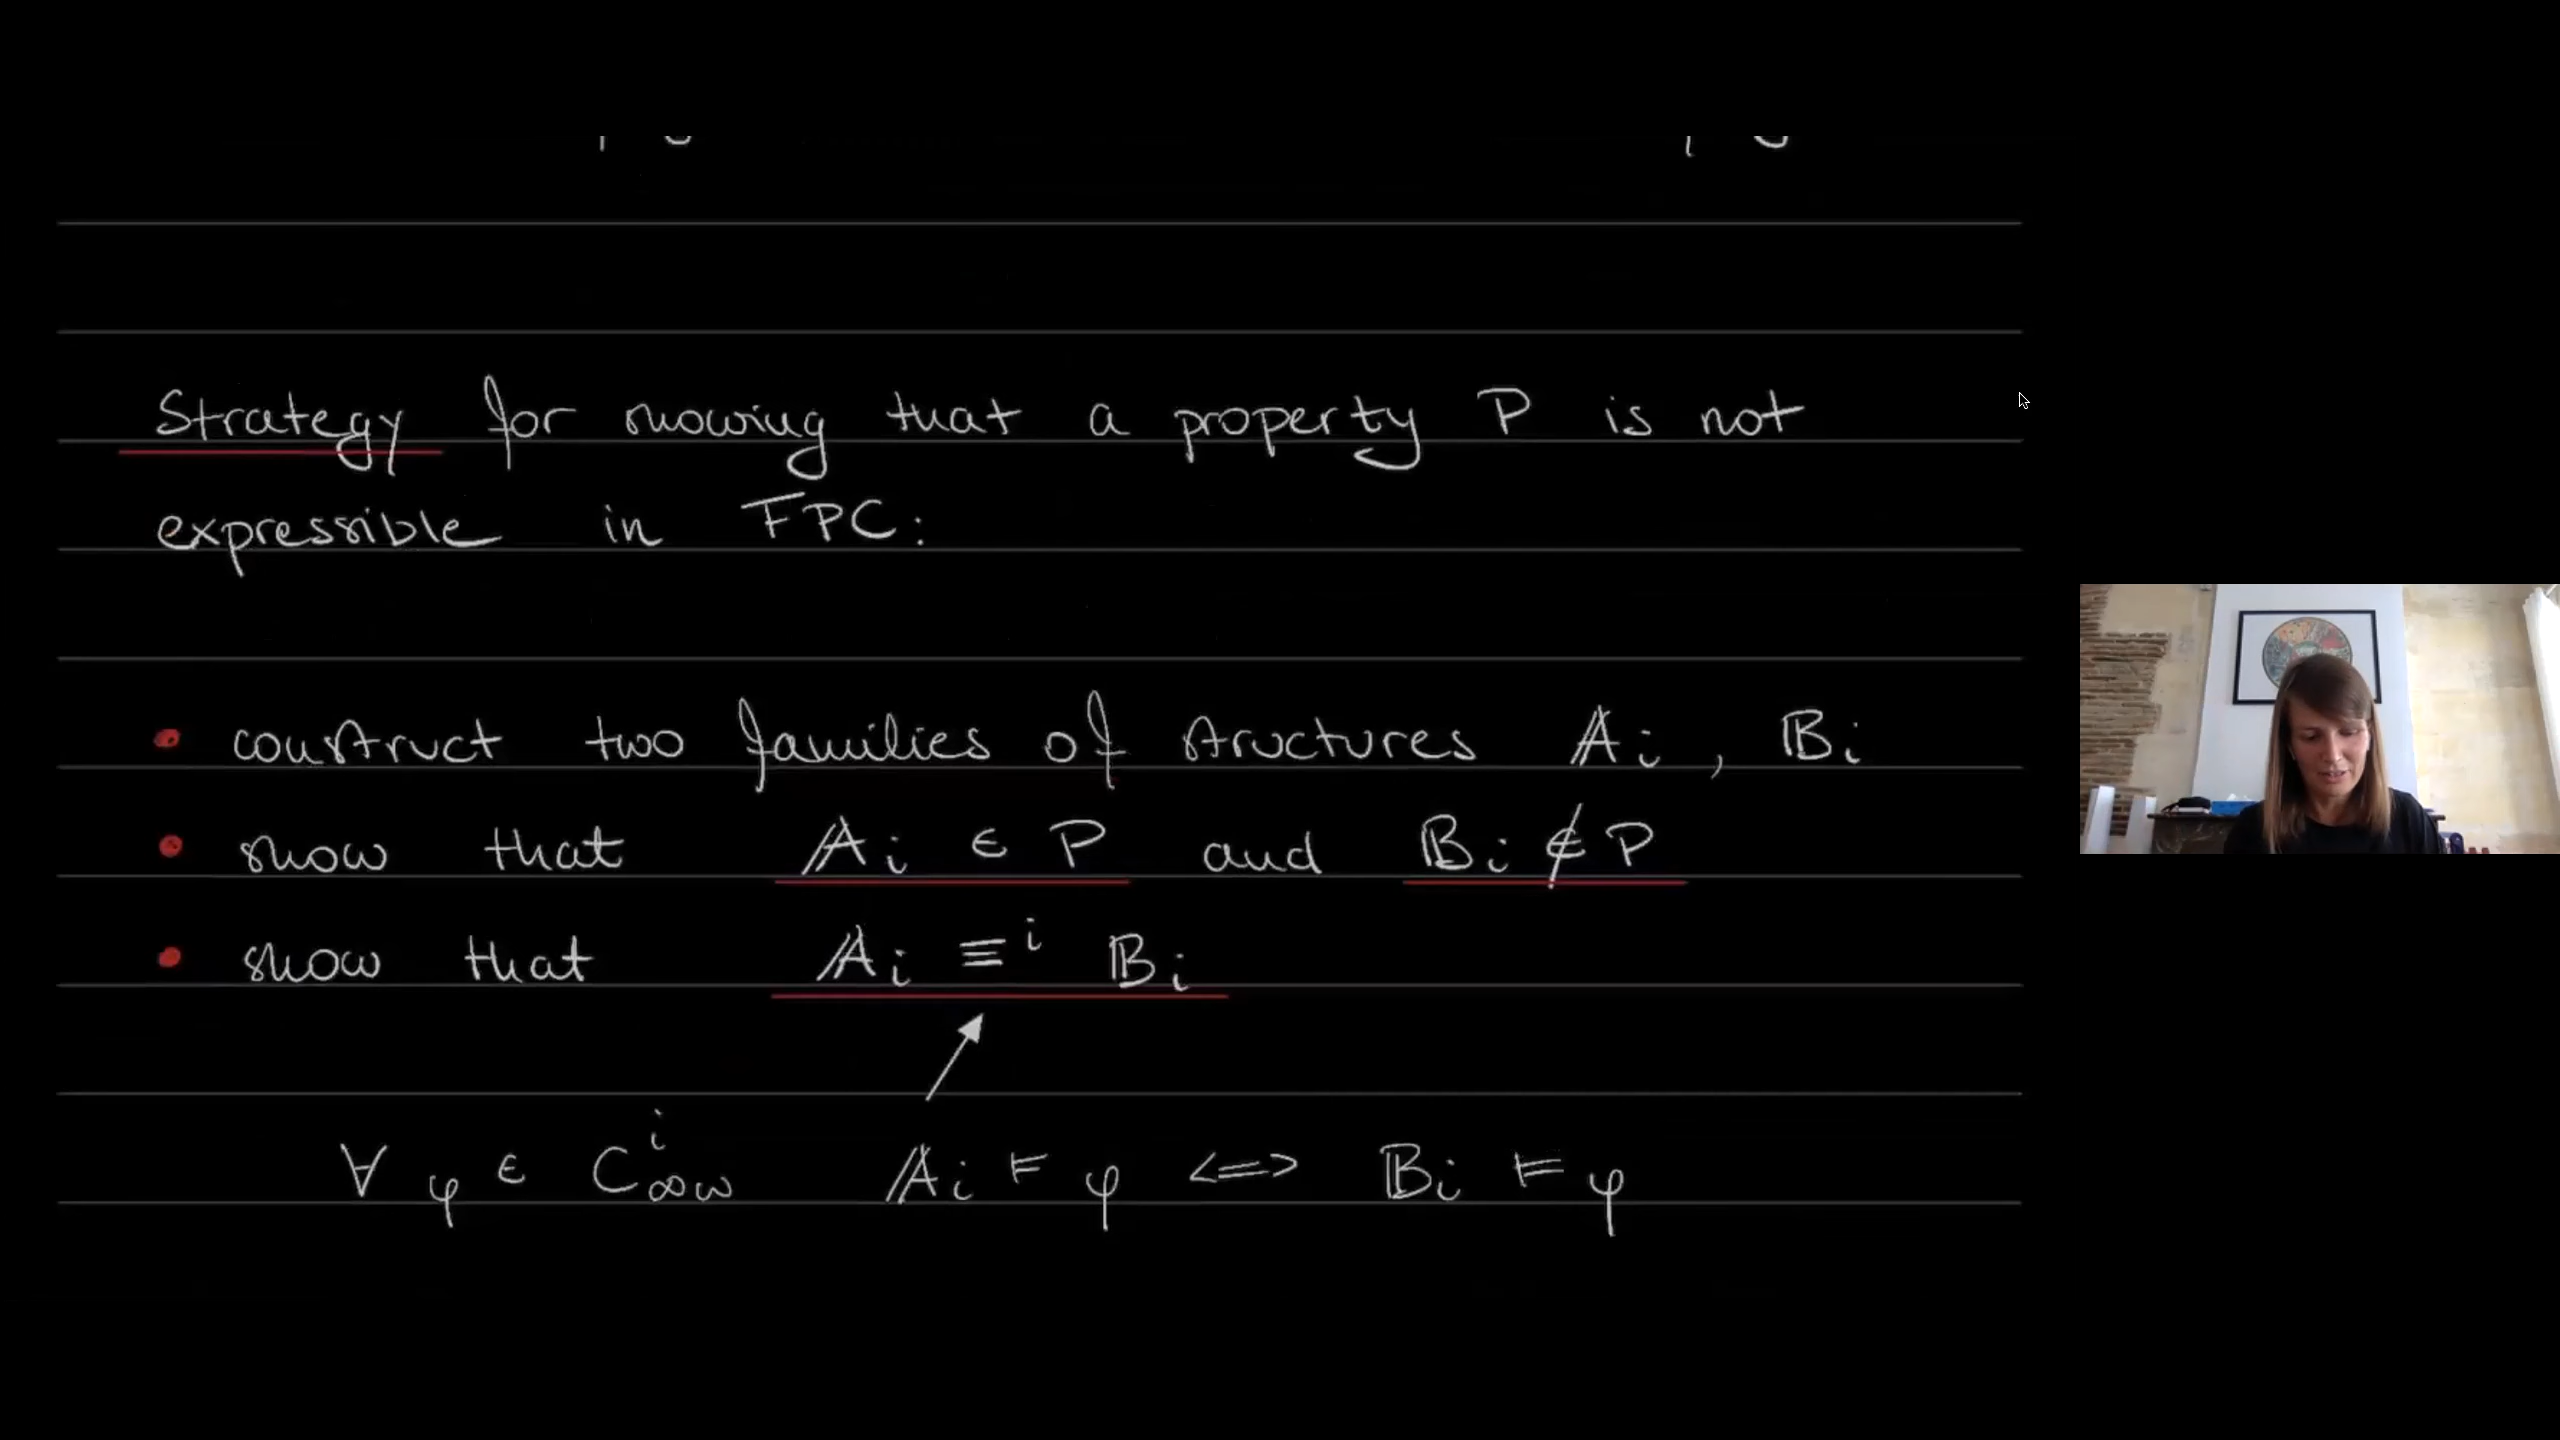 Strategy for showing that a property P is not
expressible in FPC:
• construct two families of structures 𝔸ᵢ , 𝔹ᵢ
• show that 𝔸ᵢ ∈ P and 𝔹ᵢ ∉ P
• show that 𝔸ᵢ ≡ⁱ 𝔹ᵢ
∀ φ ∈ Cⁱ_∞ω 𝔸ᵢ ⊨ φ <=> 𝔹ᵢ ⊨ φ